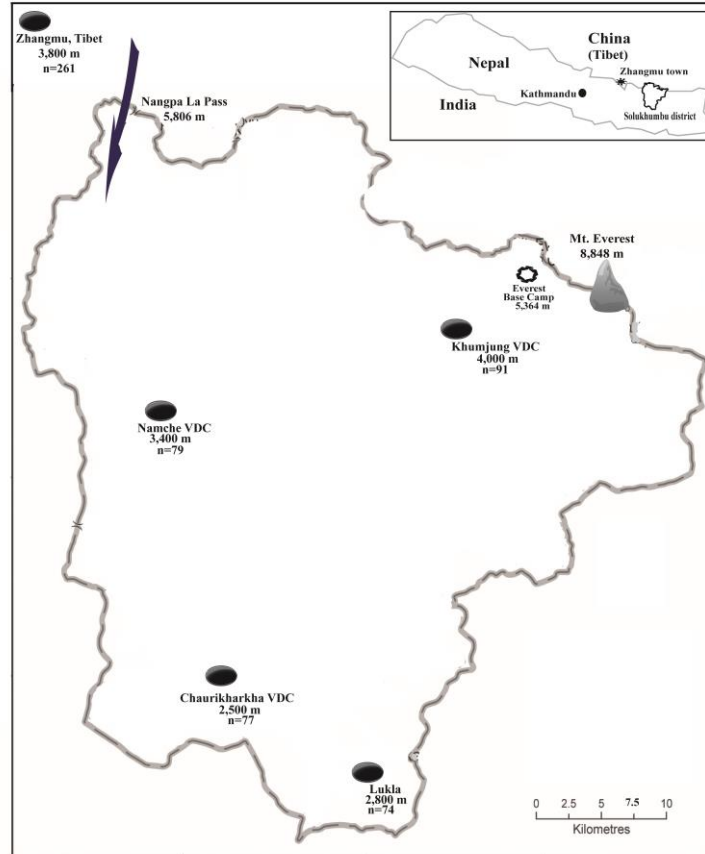 Zhangmu, Tibet
3,800 m
n=261
Nangpa La Pass
5,806 m
China
(Tibet)
Nepal
Zhangmu town
India
Kathmandu
Solukhumbu district
Mt. Everest
8,848 m
Everest
Base Camp
5,364 m
Khumjung VDC
4,000 m
n=91
Namche VDC
3,400 m
n=79
Chaurikharkha VDC
2,500 m
n=77
Lukla
2,800 m
n=74
0 2.5 5 7.5 10
Kilometres